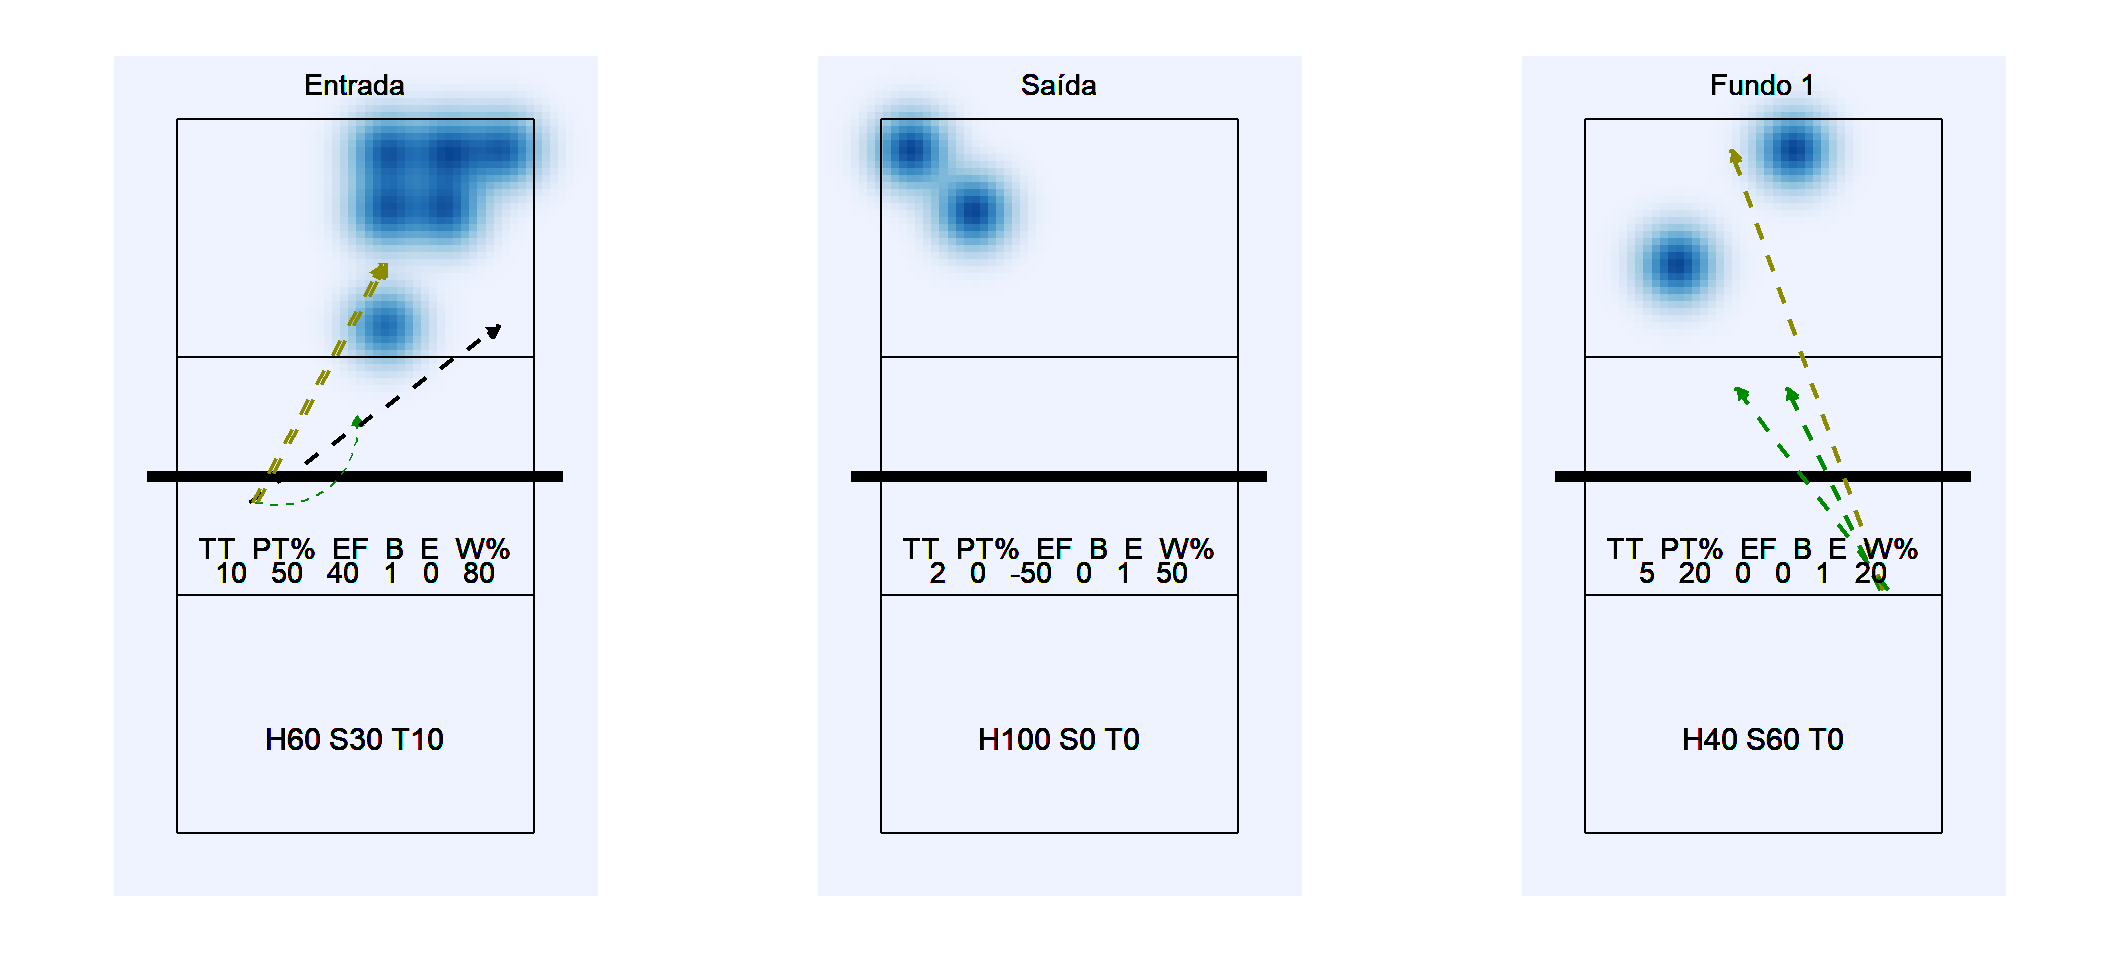 Entrada
TT PT% EF B E W%
10 50 40 1 0 80
H60 S30 T10
Saída
TT PT% EF B E W%
2 0 -50 0 1 50
H100 S0 T0
Fundo 1
TT PT% EF B E W%
5 20 0 0 1 20
H40 S60 T0